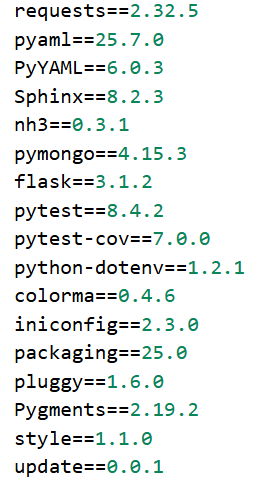 requests==2.32.5
pyaml==25.7.0
PyYAML==6.0.3
Sphinx==8.2.3
nh3==0.3.1
pymongo==4.15.3
flask==3.1.2
pytest==8.4.2
pytest-cov==7.0.0
python-dotenv==1.2.1
colorma==0.4.6
iniconfig==2.3.0
packaging==25.0
pluggy==1.6.0
Pygments==2.19.2
style==1.1.0
update==0.0.1